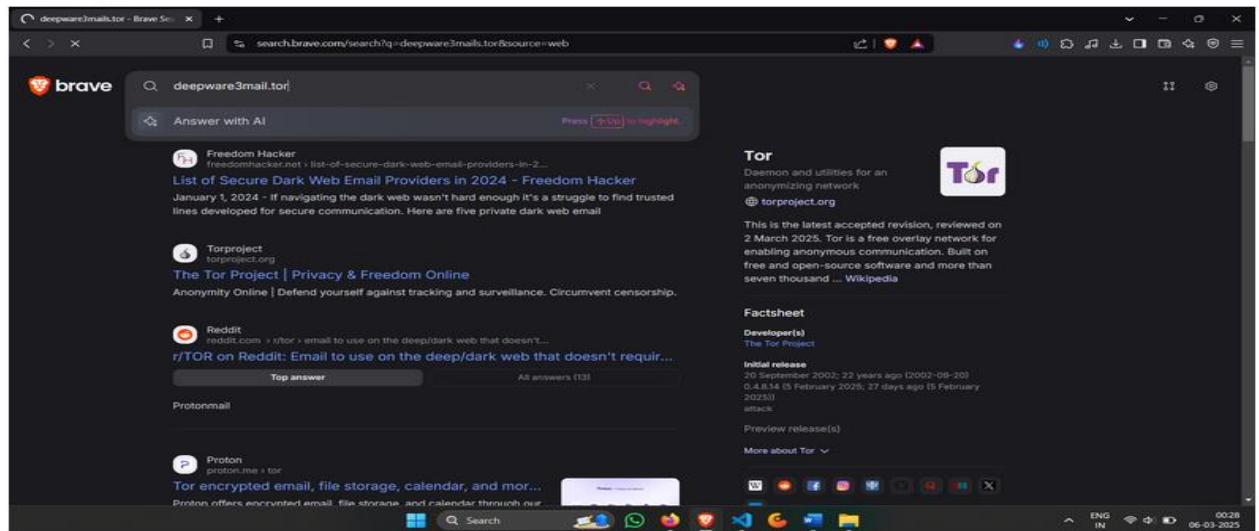 deepware3mails.tor - Brave Se
search.brave.com/search?q=deepware3mails.tor&source=web
brave
deepware3mail.tor
Answer with AI
Press Up to highlight
FH
Freedom Hacker
freedomhacker.net › list-of-secure-dark-web-email-providers-in-2...
List of Secure Dark Web Email Providers in 2024 - Freedom Hacker
January 1, 2024 - If navigating the dark web wasn't hard enough it's a struggle to find trusted
lines developed for secure communication. Here are five private dark web email
Torproject
torproject.org
The Tor Project | Privacy & Freedom Online
Anonymity Online | Defend yourself against tracking and surveillance. Circumvent censorship.
Reddit
reddit.com › r/tor › email to use on the deep/dark web that doesn't...
r/TOR on Reddit: Email to use on the deep/dark web that doesn't requir...
Top answer
All answers (13)
Protonmail
Proton
proton.me › tor
Tor encrypted email, file storage, calendar, and mor...
Proton offers encrypted email, file storage, and calendar through our
Tor
Daemon and utilities for an
anonymizing network
torproject.org
Tor
This is the latest accepted revision, reviewed on
2 March 2025. Tor is a free overlay network for
enabling anonymous communication. Built on
free and open-source software and more than
seven thousand ... Wikipedia
Factsheet
Developer(s)
The Tor Project
Initial release
20 September 2002; 22 years ago (2002-09-20)
0.4.8.14 (5 February 2025; 27 days ago (5 February
2025))
attack
Preview release(s)
More about Tor
W
X
Search
ENG
IN
00:28
06-03-2025